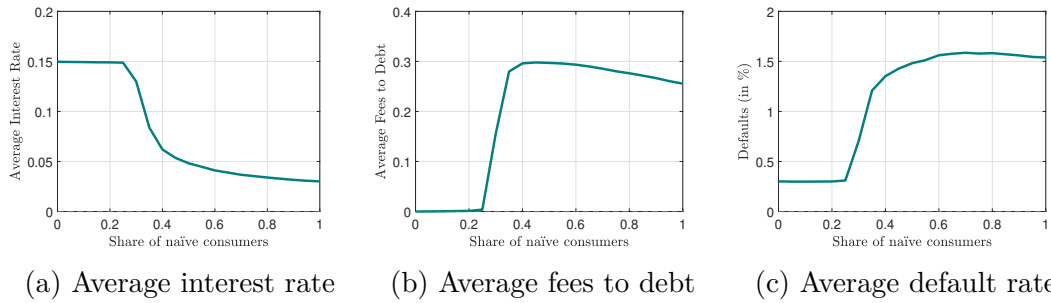 0.2
0.15
0.1
0.05
0
0 0.2 0.4 0.6 0.8 1
Average Interest Rate
Share of naïve consumers
(a) Average interest rate
0.4
0.3
0.2
0.1
0
0 0.2 0.4 0.6 0.8 1
Average Fees to Debt
Share of naïve consumers
(b) Average fees to debt
2
1.5
1
0.5
0
0 0.2 0.4 0.6 0.8 1
Defaults (in %)
Share of naïve consumers
(c) Average default rate